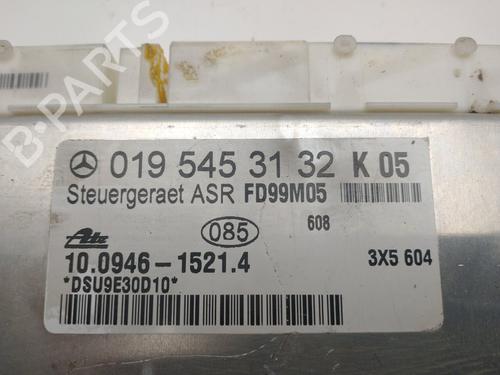 B-PARTS
019 545 31 32 K 05
Steuergeraet ASR FD99M05
085 608
Ate
10.0946-1521.4 3X5 604
*DSU9E30D10*